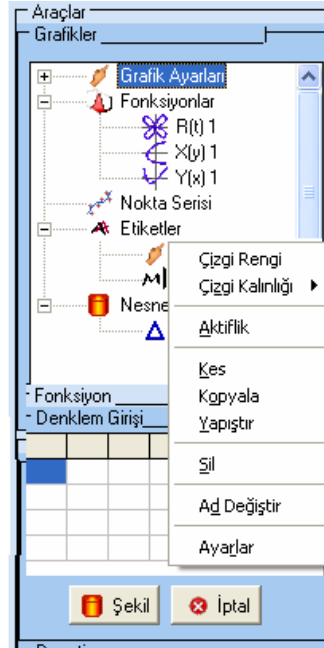 Araçlar
Grafikler
Grafik Ayarları
Fonksiyonlar
R(t) 1
X(y) 1
Y(x) 1
Nokta Serisi
Etiketler
Çizgi Rengi
Çizgi Kalınlığı
Nesne
Aktiflik
Kes
Fonksiyon
Kopyala
Denklem Girişi
Yapıştır
Sil
Ad Değiştir
Ayarlar
Şekil
İptal